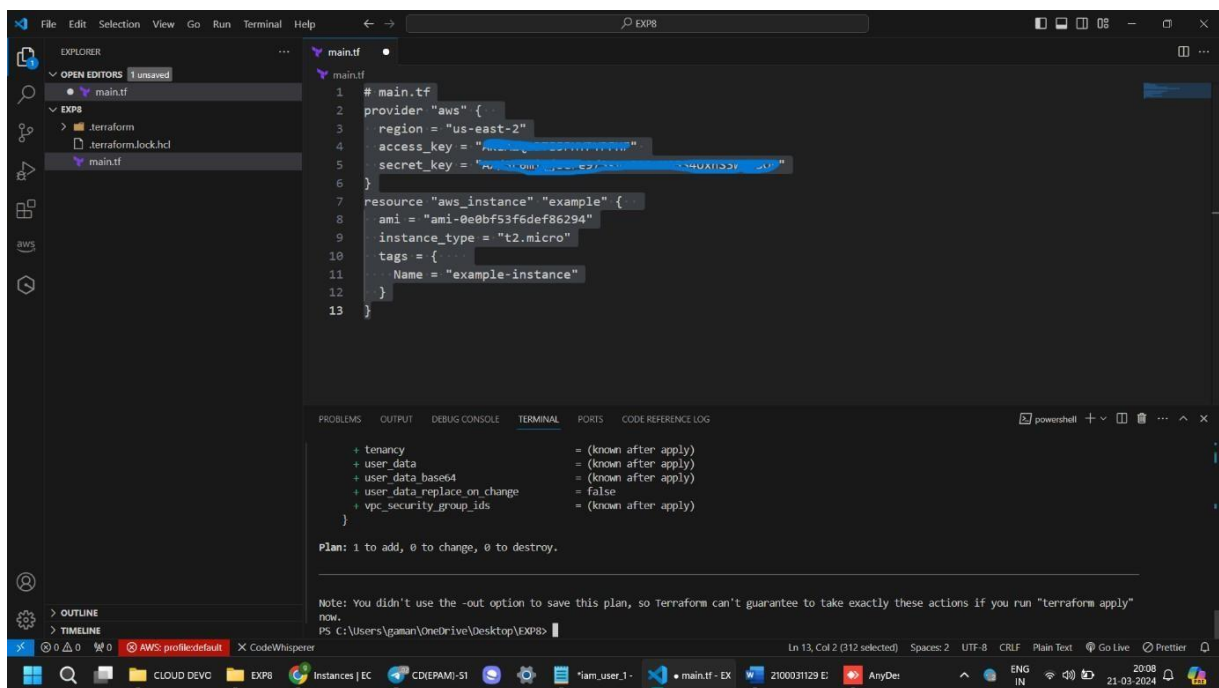 File Edit Selection View Go Run Terminal Help
EXP8
EXPLORER
OPEN EDITORS 1 unsaved
main.tf
EXP8
.terraform
.terraform.lock.hcl
main.tf
OUTLINE
TIMELINE
aws
main.tf
main.tf
1 # main.tf
2 provider "aws" {
3 region = "us-east-2"
4 access_key = "
5 secret_key = "
6 }
7 resource "aws_instance" "example" {
8 ami = "ami-0e0bf53f6def86294"
9 instance_type = "t2.micro"
10 tags = {
11 Name = "example-instance"
12 }
13 }
PROBLEMS OUTPUT DEBUG CONSOLE TERMINAL PORTS CODE REFERENCE LOG
powershell
+ tenancy = (known after apply)
+ user_data = (known after apply)
+ user_data_base64 = (known after apply)
+ user_data_replace_on_change = false
+ vpc_security_group_ids = (known after apply)
}
Plan: 1 to add, 0 to change, 0 to destroy.
Note: You didn't use the -out option to save this plan, so Terraform can't guarantee to take exactly these actions if you run "terraform apply"
now.
PS C:\Users\gaman\OneDrive\Desktop\EXP8>
0 0 0 AWS: profile:default CodeWhisperer
Ln 13, Col 2 (312 selected) Spaces: 2 UTF-8 CRLF Plain Text Go Live Prettier
CLOUD DEVO EXP8 Instances | EC CD(EPAM)-S1 *iam_user_1 - main.tf - EX 2100031129 E: AnyDes
ENG
IN
20:08
21-03-2024